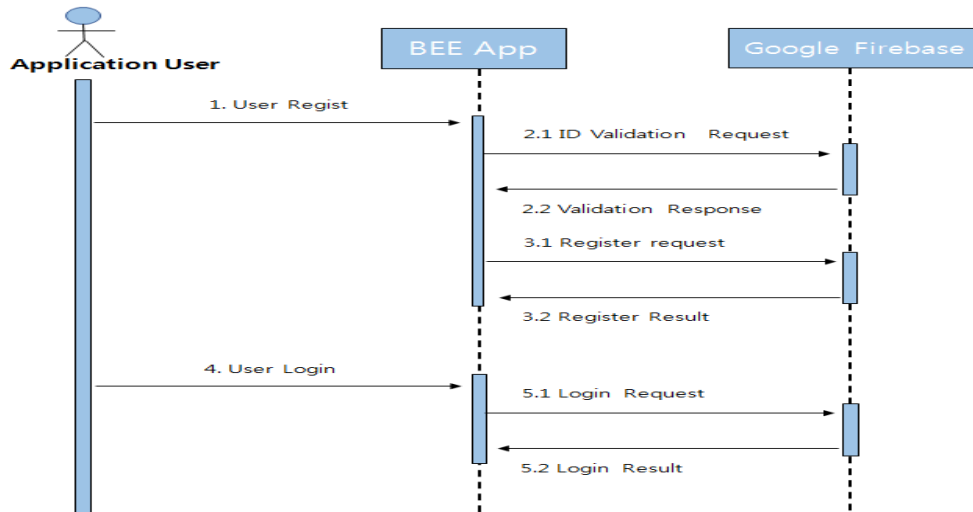 Application User
BEE App
Google Firebase
1. User Regist
2.1 ID Validation Request
2.2 Validation Response
3.1 Register request
3.2 Register Result
4. User Login
5.1 Login Request
5.2 Login Result